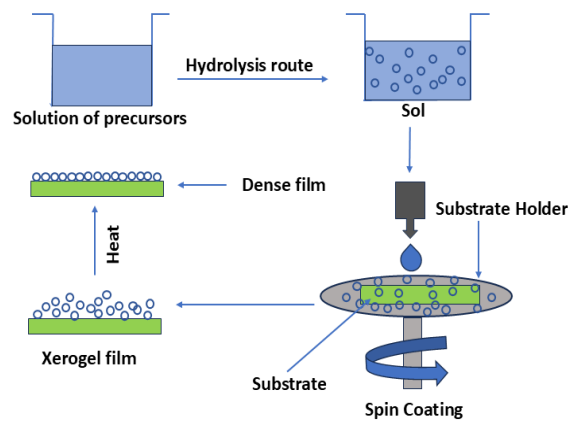 Hydrolysis route
Solution of precursors
Sol
Dense film
Substrate Holder
Heat
Xerogel film
Substrate
Spin Coating